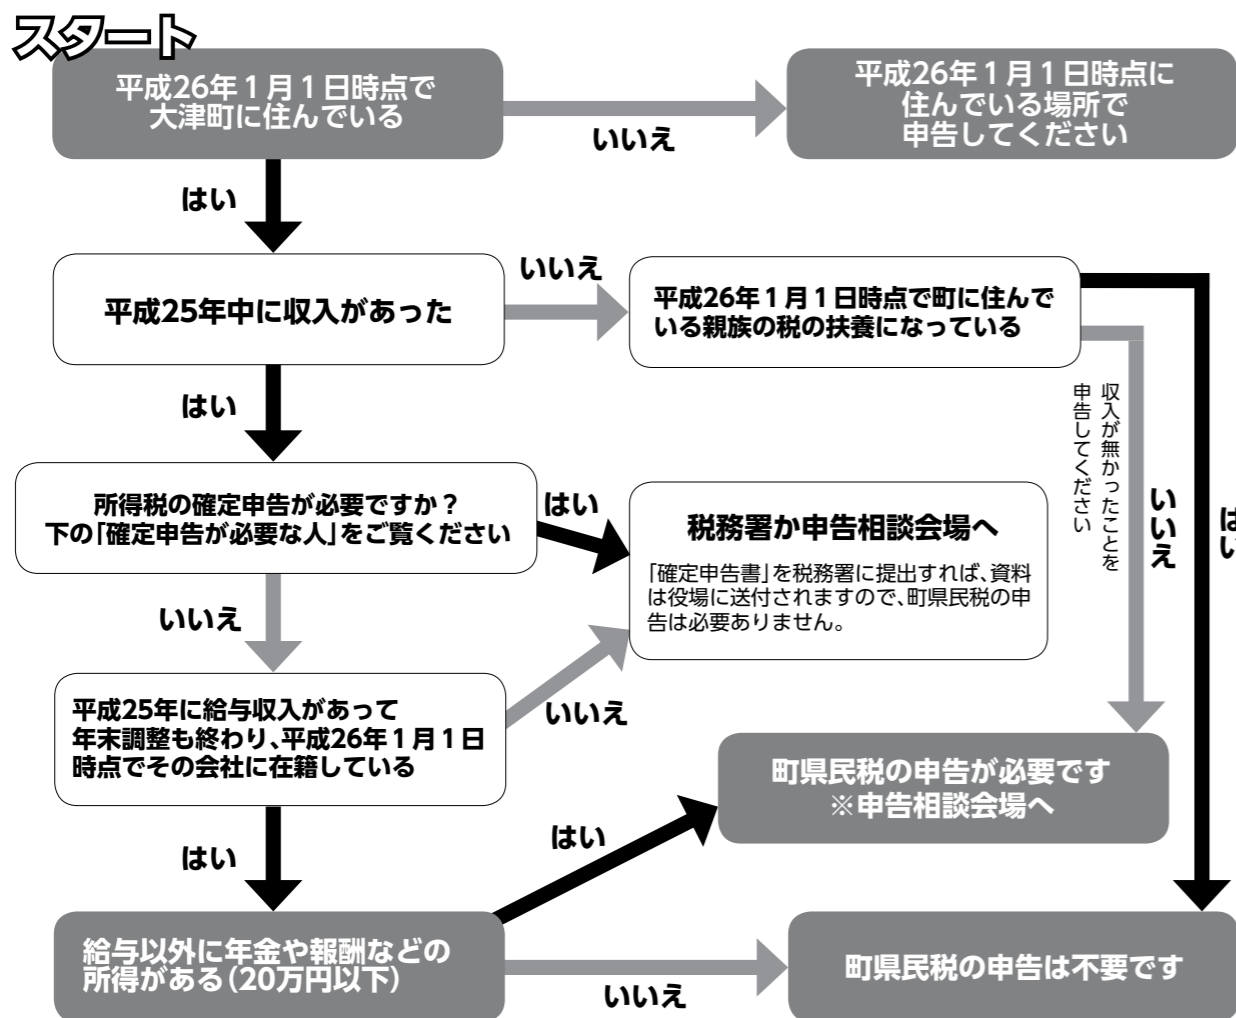 スタート
平成26年1月1日時点で
大津町に住んでいる
いいえ
平成26年1月1日時点に
住んでいる場所で
申告してください
はい
平成25年中に収入があった
いいえ
平成26年1月1日時点で町に住んで
いる親族の税の扶養になっている
はい
収入が無かったことを
申告してください
いいえ
はい
所得税の確定申告が必要ですか?
下の「確定申告が必要な人」をご覧ください
はい
税務署か申告相談会場へ
「確定申告書」を税務署に提出すれば、資料
は役場に送付されますので、町県民税の申
告は必要ありません。
いいえ
平成25年に給与収入があって
年末調整も終わり、平成26年1月1日
時点でその会社に在籍している
いいえ
町県民税の申告が必要です
※申告相談会場へ
はい
はい
給与以外に年金や報酬などの
所得がある(20万円以下)
いいえ
町県民税の申告は不要です